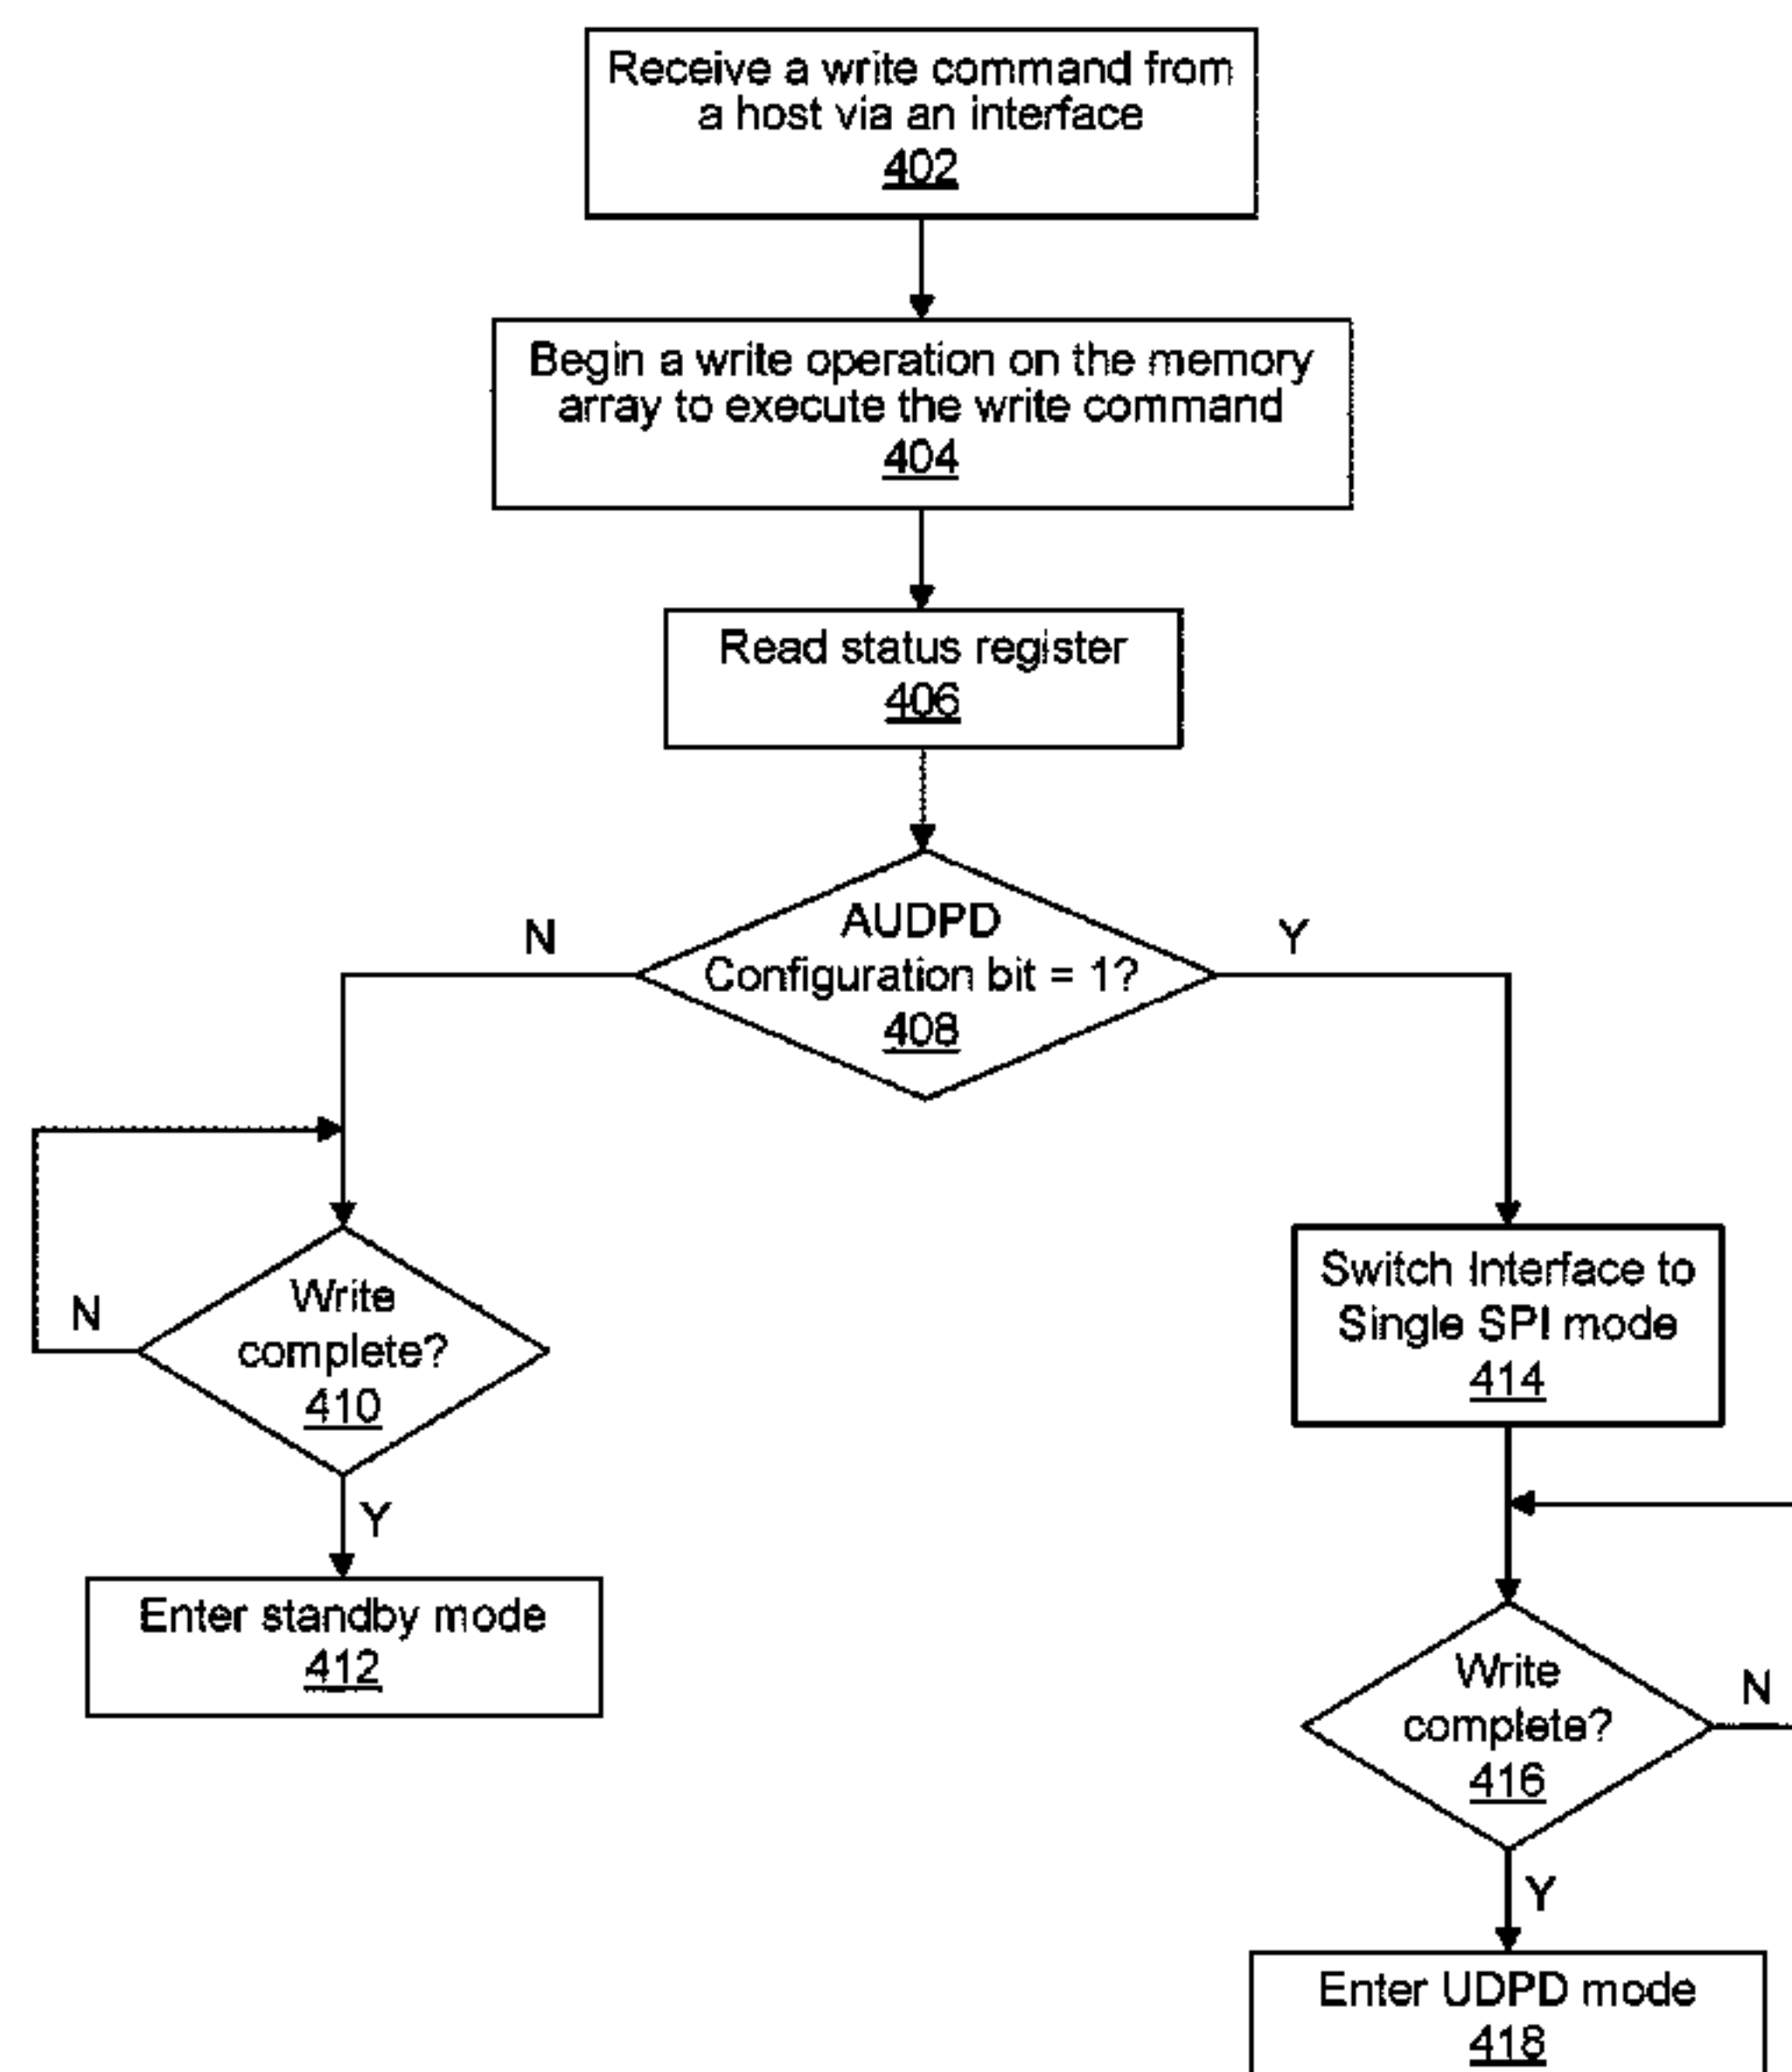 Receive a write command from
a host via an interface
402
Begin a write operation on the memory
array to execute the write command
404
Read status register
406
AUDPD
Configuration bit = 1?
408
N
Y
Write
complete?
410
N
Y
Enter standby mode
412
Switch Interface to
Single SPI mode
414
Write
complete?
416
N
Y
Enter UDPD mode
418